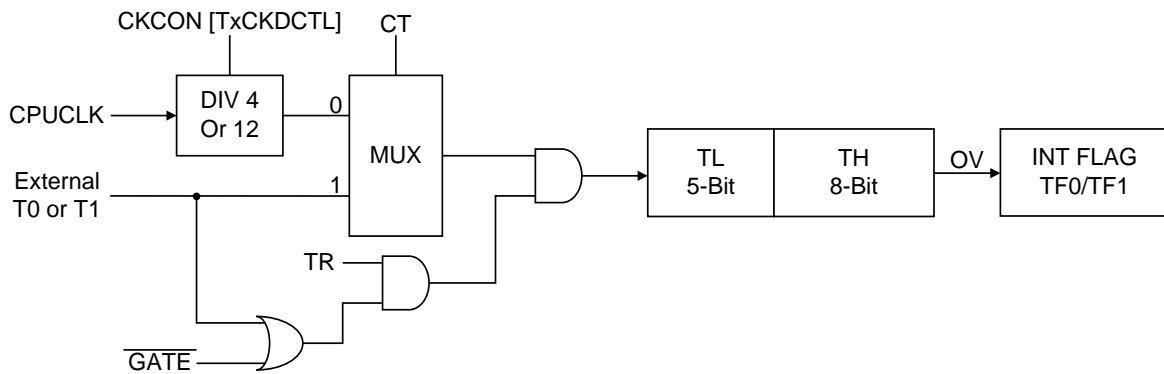 CKCON [TxCKDCTL]
CT
CPUCLK
DIV 4
Or 12
0
MUX
External
T0 or T1
1
TL
5-Bit
TH
8-Bit
OV
INT FLAG
TF0/TF1
TR
GATE